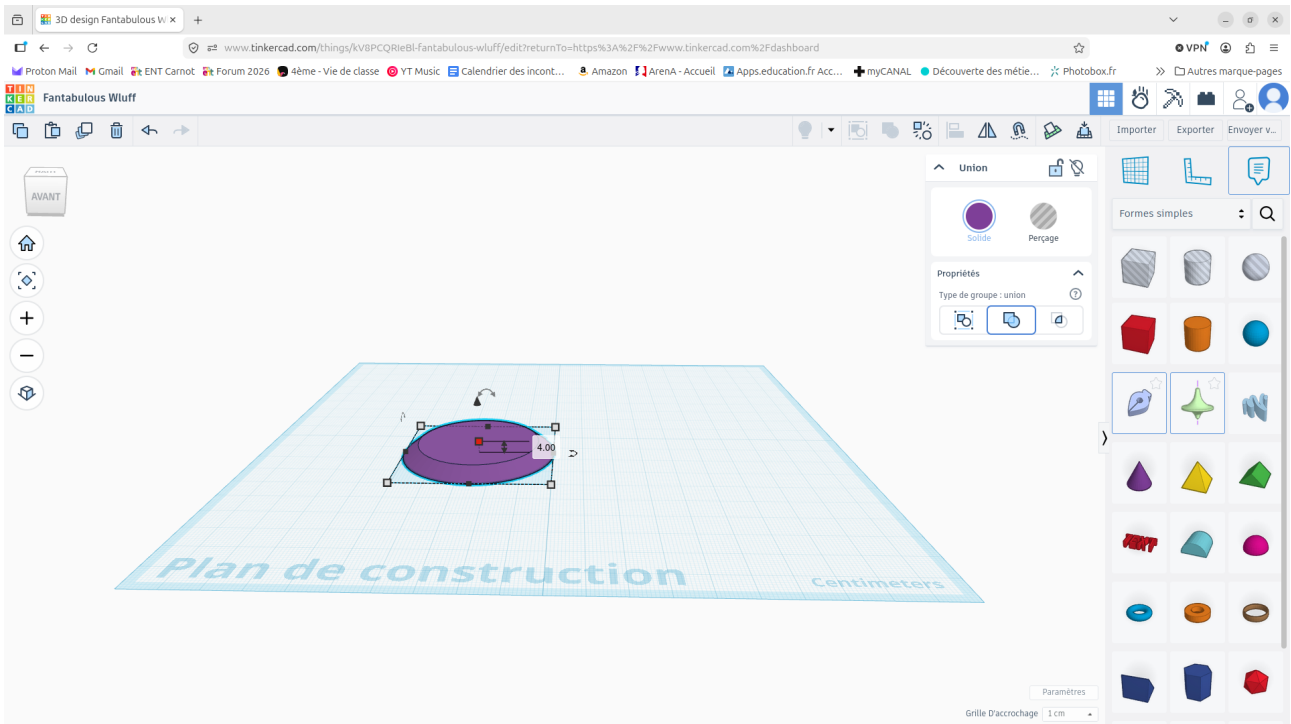 3D design Fantabulous W
www.tinkercad.com/things/kV8PCQRIeBl-fantabulous-wluff/edit?returnTo=https%3A%2F%2Fwww.tinkercad.com%2Fdashboard
VPN
Proton Mail Gmail ENT Carnot Forum 2026 4ème - Vie de classe YT Music Calendrier des incont... Amazon ArenA - Accueil Apps.education.fr Acc... myCANAL Découverte des métie... Photobox.fr Autres marque-pages
TIN
KER
CAD
Fantabulous Wluff
Importer Exporter Envoyer v...
AVANT
Union
Solide Perçage
Propriétés
Type de groupe : union
Formes simples
4.00
TEXT
Plan de construction
Centimeters
Paramètres
Grille D'accrochage 1 cm